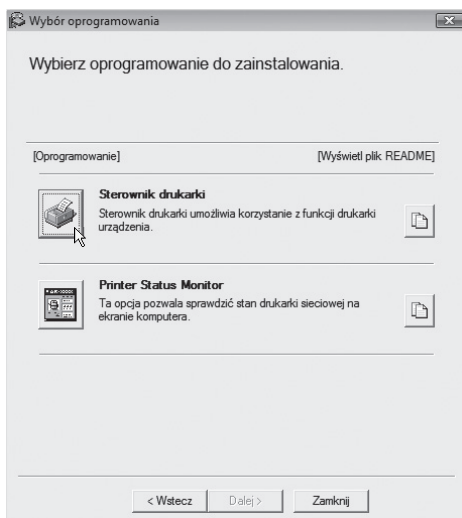 Wybór oprogramowania
Wybierz oprogramowanie do zainstalowania.
[Oprogramowanie] [Wyświetl plik README]
Sterownik drukarki
Sterownik drukarki umożliwia korzystanie z funkcji drukarki
urządzenia.
Printer Status Monitor
Ta opcja pozwala sprawdzić stan drukarki sieciowej na
ekranie komputera.
< Wstecz Dalej > Zamknij